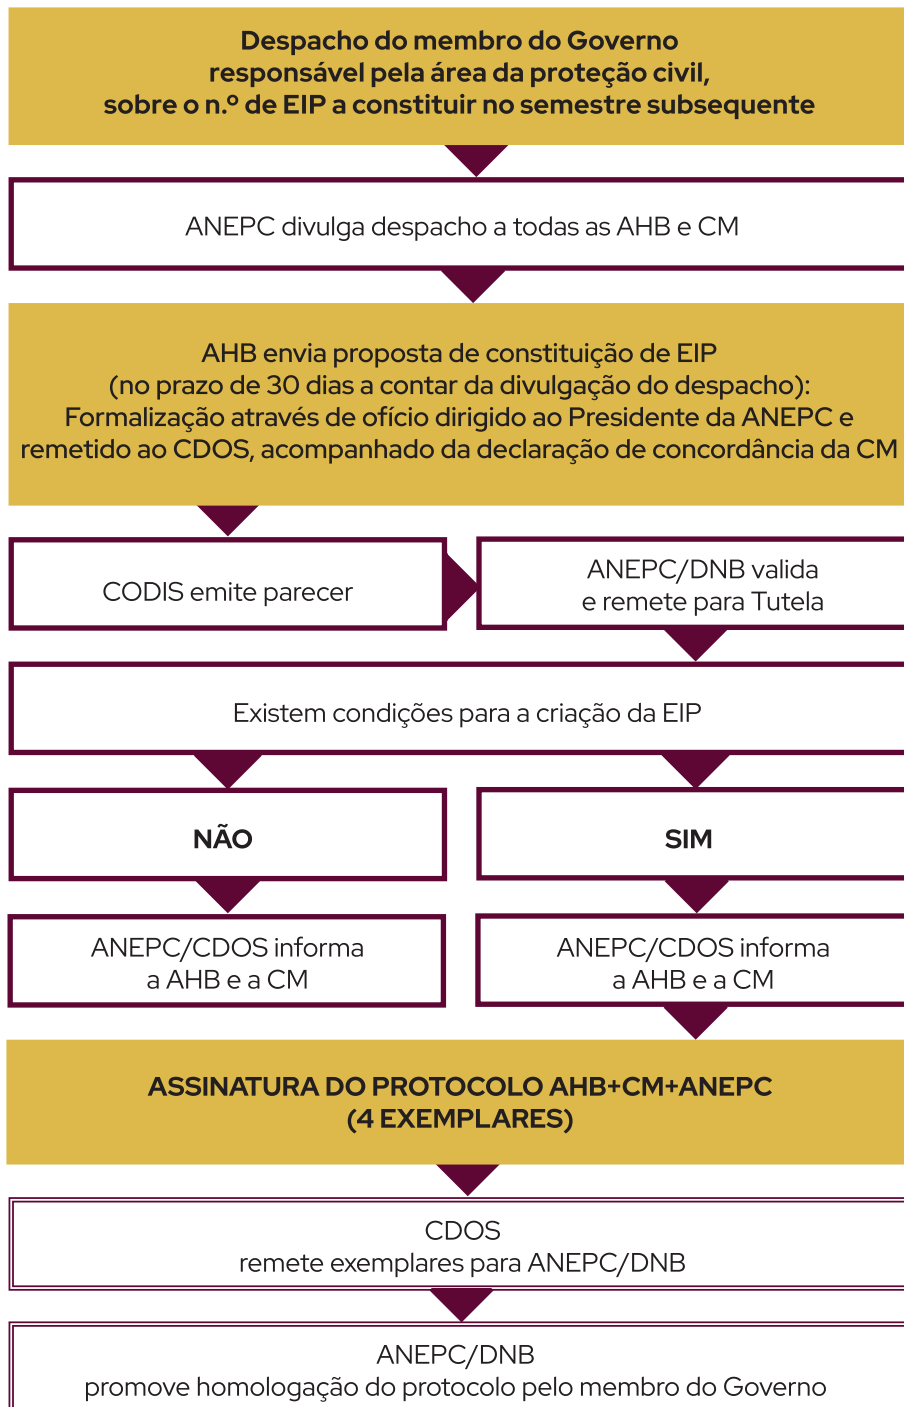 Despacho do membro do Governo
responsável pela área da proteção civil,
sobre o n.º de EIP a constituir no semestre subsequente
ANEPC divulga despacho a todas as AHB e CM
AHB envia proposta de constituição de EIP
(no prazo de 30 dias a contar da divulgação do despacho):
Formalização através de ofício dirigido ao Presidente da ANEPC e
remetido ao CDOS, acompanhado da declaração de concordância da CM
CODIS emite parecer
ANEPC/DNB valida
e remete para Tutela
Existem condições para a criação da EIP
NÃO
SIM
ANEPC/CDOS informa
a AHB e a CM
ANEPC/CDOS informa
a AHB e a CM
ASSINATURA DO PROTOCOLO AHB+CM+ANEPC
(4 EXEMPLARES)
CDOS
remete exemplares para ANEPC/DNB
ANEPC/DNB
promove homologação do protocolo pelo membro do Governo